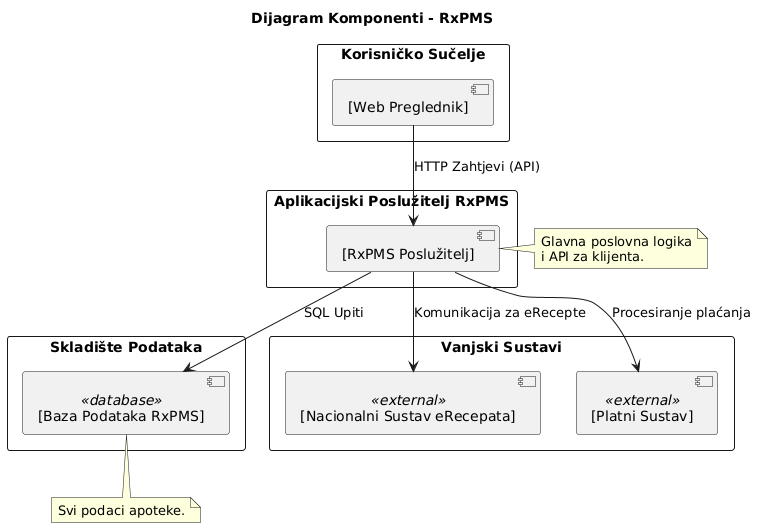 Dijagram Komponenti - RxPMS
Korisničko Sučelje
[Web Preglednik]
HTTP Zahtjevi (API)
Aplikacijski Poslužitelj RxPMS
[RxPMS Poslužitelj]
Glavna poslovna logika
i API za klijenta.
SQL Upiti
Komunikacija za eRecepte
Procesiranje plaćanja
Skladište Podataka
«database»
[Baza Podataka RxPMS]
Vanjski Sustavi
«external»
[Nacionalni Sustav eRecepata]
«external»
[Platni Sustav]
Svi podaci apoteke.